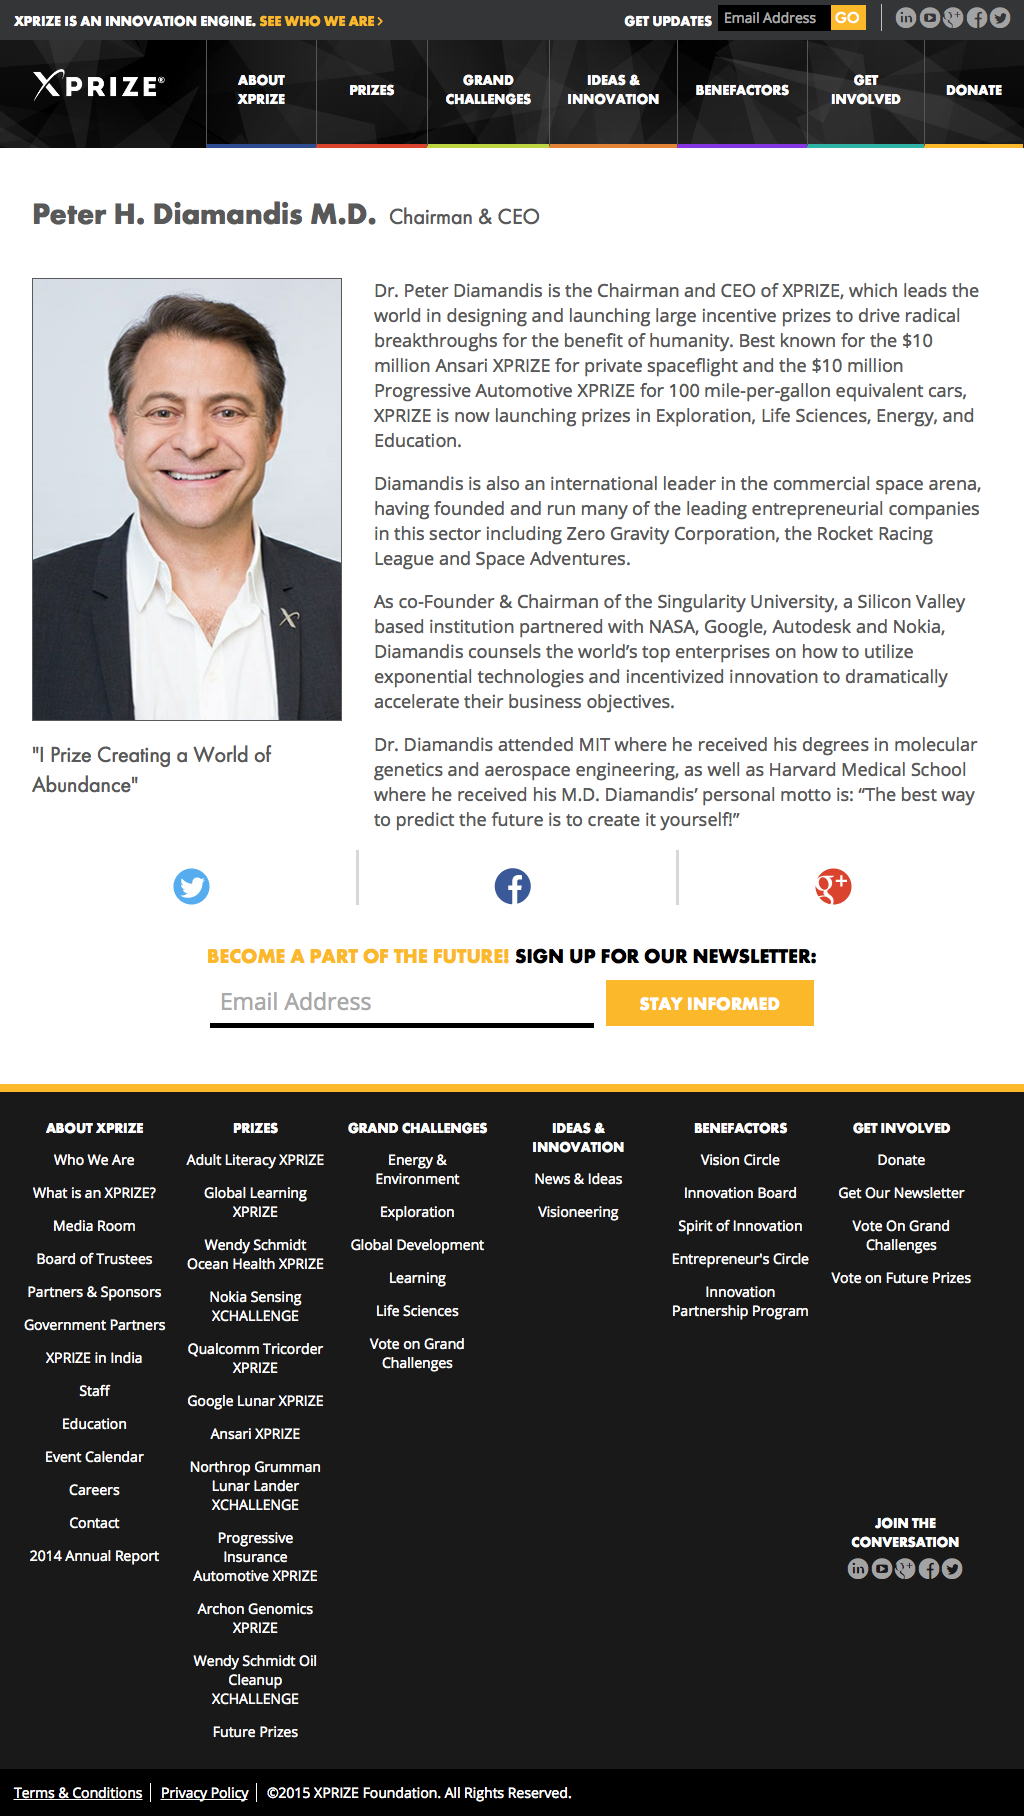 XPRIZE IS AN INNOVATION ENGINE. SEE WHO WE ARE >
GET UPDATES Email Address GO
XPRIZE®
ABOUT
XPRIZE
PRIZES
GRAND
CHALLENGES
IDEAS &
INNOVATION
BENEFACTORS
GET
INVOLVED
DONATE
Peter H. Diamandis M.D. Chairman & CEO
Dr. Peter Diamandis is the Chairman and CEO of XPRIZE, which leads the
world in designing and launching large incentive prizes to drive radical
breakthroughs for the benefit of humanity. Best known for the $10
million Ansari XPRIZE for private spaceflight and the $10 million
Progressive Automotive XPRIZE for 100 mile-per-gallon equivalent cars,
XPRIZE is now launching prizes in Exploration, Life Sciences, Energy, and
Education.
Diamandis is also an international leader in the commercial space arena,
having founded and run many of the leading entrepreneurial companies
in this sector including Zero Gravity Corporation, the Rocket Racing
League and Space Adventures.
As co-Founder & Chairman of the Singularity University, a Silicon Valley
based institution partnered with NASA, Google, Autodesk and Nokia,
Diamandis counsels the world’s top enterprises on how to utilize
exponential technologies and incentivized innovation to dramatically
accelerate their business objectives.
Dr. Diamandis attended MIT where he received his degrees in molecular
genetics and aerospace engineering, as well as Harvard Medical School
where he received his M.D. Diamandis’ personal motto is: “The best way
to predict the future is to create it yourself!”
"I Prize Creating a World of
Abundance"
BECOME A PART OF THE FUTURE! SIGN UP FOR OUR NEWSLETTER:
Email Address
STAY INFORMED
ABOUT XPRIZE
Who We Are
What is an XPRIZE?
Media Room
Board of Trustees
Partners & Sponsors
Government Partners
XPRIZE in India
Staff
Education
Event Calendar
Careers
Contact
2014 Annual Report
PRIZES
Adult Literacy XPRIZE
Global Learning
XPRIZE
Wendy Schmidt
Ocean Health XPRIZE
Nokia Sensing
XCHALLENGE
Qualcomm Tricorder
XPRIZE
Google Lunar XPRIZE
Ansari XPRIZE
Northrop Grumman
Lunar Lander
XCHALLENGE
Progressive
Insurance
Automotive XPRIZE
Archon Genomics
XPRIZE
Wendy Schmidt Oil
Cleanup
XCHALLENGE
Future Prizes
GRAND CHALLENGES
Energy &
Environment
Exploration
Global Development
Learning
Life Sciences
Vote on Grand
Challenges
IDEAS &
INNOVATION
News & Ideas
Visioneering
BENEFACTORS
Vision Circle
Innovation Board
Spirit of Innovation
Entrepreneur's Circle
Innovation
Partnership Program
GET INVOLVED
Donate
Get Our Newsletter
Vote On Grand
Challenges
Vote on Future Prizes
JOIN THE
CONVERSATION
Terms & Conditions
Privacy Policy
©2015 XPRIZE Foundation. All Rights Reserved.